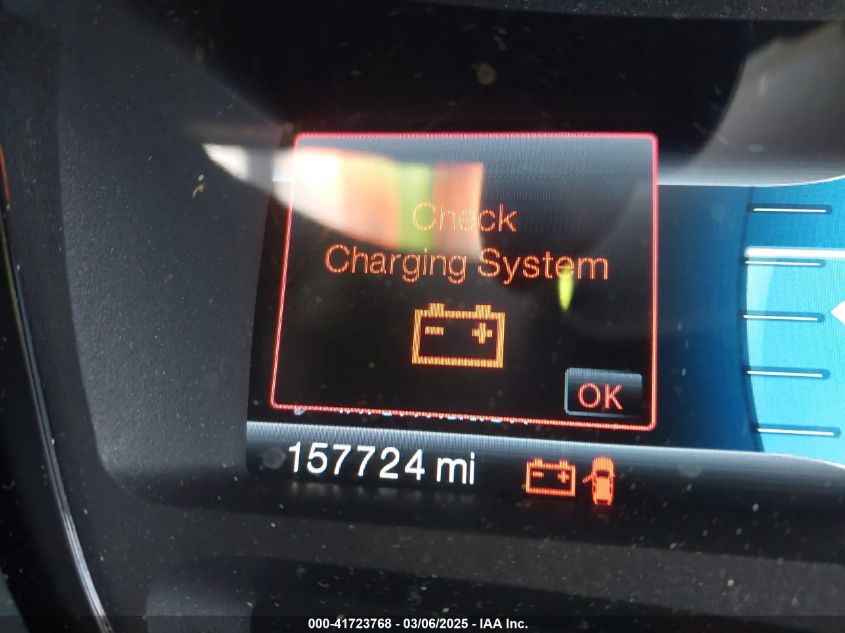 Check
Charging System
OK
157724 mi
000-41723768 - 03/06/2025 - IAA Inc.